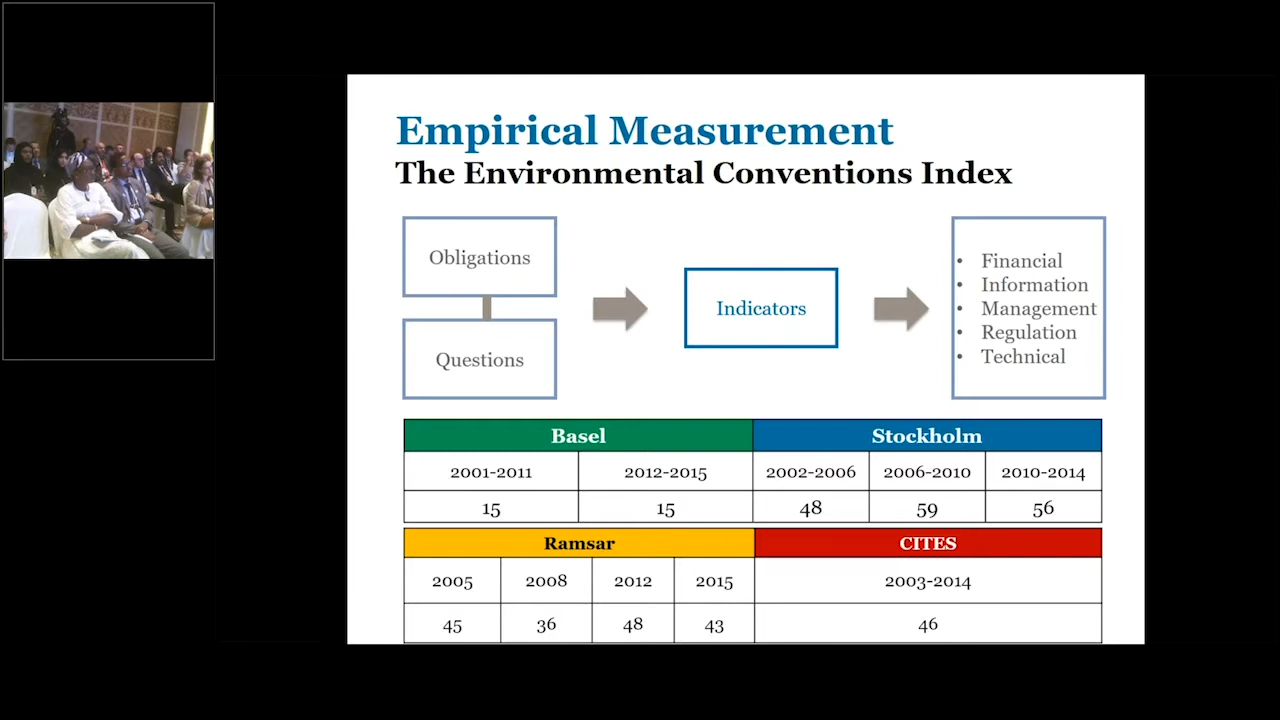 Empirical Measurement
The Environmental Conventions Index
Obligations
Questions
Indicators
• Financial
• Information
• Management
• Regulation
• Technical
Basel Stockholm
2001-2011 2012-2015 2002-2006 2006-2010 2010-2014
15 15 48 59 56
Ramsar CITES
2005 2008 2012 2015 2003-2014
45 36 48 43 46